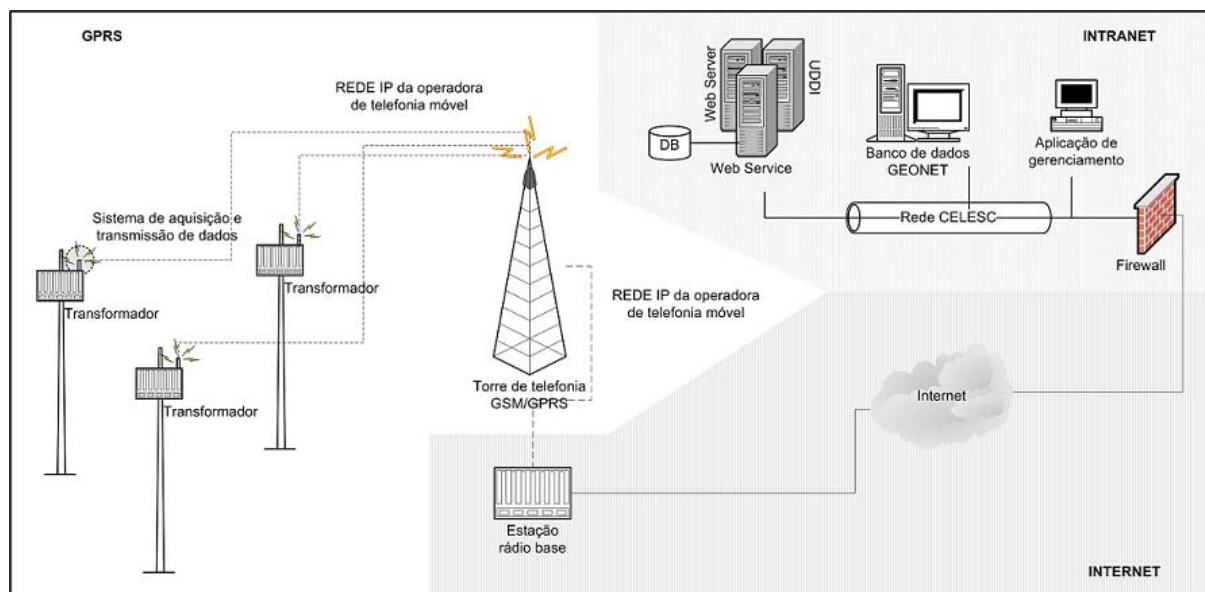 GPRS
REDE IP da operadora
de telefonia móvel
Sistema de aquisição e
transmissão de dados
Transformador
Transformador
Transformador
Torre de telefonia
GSM/GPRS
REDE IP da operadora
de telefonia móvel
Estação
rádio base
INTRANET
Web Server
UDDI
DB
Web Service
Banco de dados
GEONET
Aplicação de
gerenciamento
Rede CELESC
Firewall
Internet
INTERNET